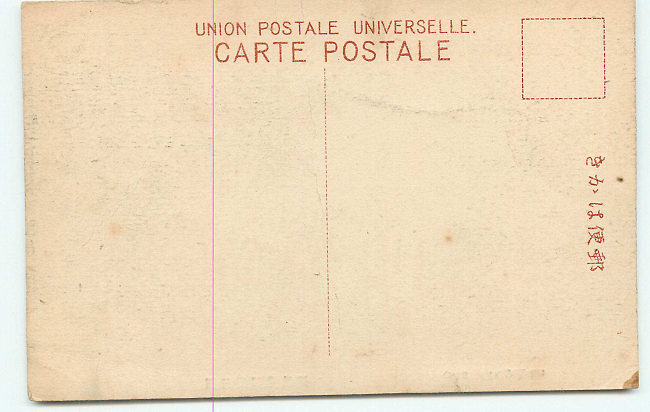 UNION POSTALE UNIVERSELLE.
CARTE POSTALE
郵便はかき